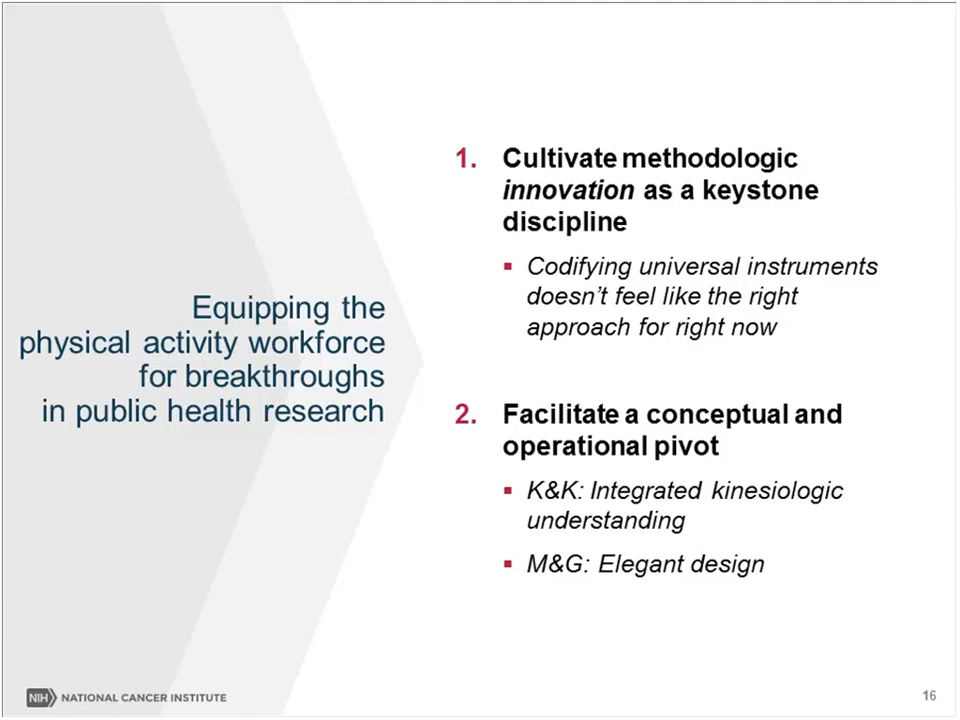 Equipping the
physical activity workforce
for breakthroughs
in public health research
1. Cultivate methodologic
innovation as a keystone
discipline
▪ Codifying universal instruments
doesn't feel like the right
approach for right now
2. Facilitate a conceptual and
operational pivot
▪ K&K: Integrated kinesiologic
understanding
▪ M&G: Elegant design
NIH NATIONAL CANCER INSTITUTE
16